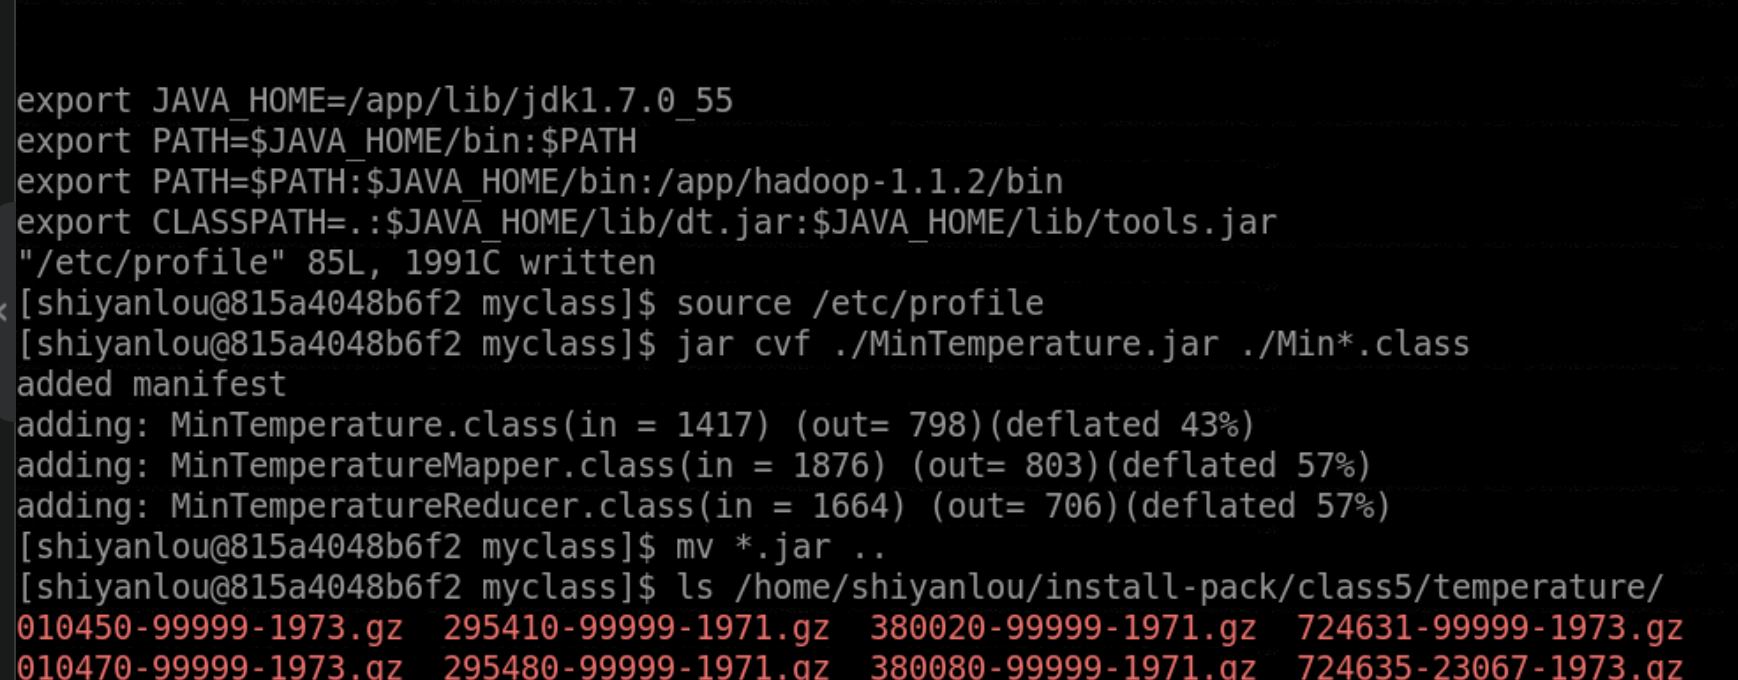 export JAVA_HOME=/app/lib/jdk1.7.0_55
export PATH=$JAVA_HOME/bin:$PATH
export PATH=$PATH:$JAVA_HOME/bin:/app/hadoop-1.1.2/bin
export CLASSPATH=.:$JAVA_HOME/lib/dt.jar:$JAVA_HOME/lib/tools.jar
"/etc/profile" 85L, 1991C written
[shiyanlou@815a4048b6f2 myclass]$ source /etc/profile
[shiyanlou@815a4048b6f2 myclass]$ jar cvf ./MinTemperature.jar ./Min*.class
added manifest
adding: MinTemperature.class(in = 1417) (out= 798)(deflated 43%)
adding: MinTemperatureMapper.class(in = 1876) (out= 803)(deflated 57%)
adding: MinTemperatureReducer.class(in = 1664) (out= 706)(deflated 57%)
[shiyanlou@815a4048b6f2 myclass]$ mv *.jar ..
[shiyanlou@815a4048b6f2 myclass]$ ls /home/shiyanlou/install-pack/class5/temperature/
010450-99999-1973.gz  295410-99999-1971.gz  380020-99999-1971.gz  724631-99999-1973.gz
010470-99999-1973.gz  295480-99999-1971.gz  380080-99999-1971.gz  724635-23067-1973.gz